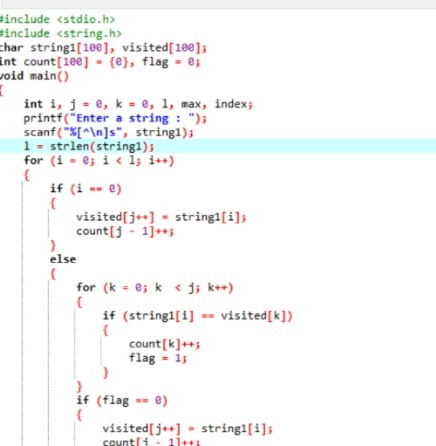 #include <stdio.h>
#include <string.h>
char string1[100], visited[100];
int count[100] = {0}, flag = 0;
void main()
{
int i, j = 0, k = 0, l, max, index;
printf("Enter a string : ");
scanf("%[^\n]s", string1);
l = strlen(string1);
for (i = 0; i < l; i++)
{
if (i == 0)
{
visited[j++] = string1[i];
count[j - 1]++;
}
else
{
for (k = 0; k < j; k++)
{
if (string1[i] == visited[k])
{
count[k]++;
flag = 1;
}
}
if (flag == 0)
{
visited[j++] = string1[i];
count[j - 1]++;